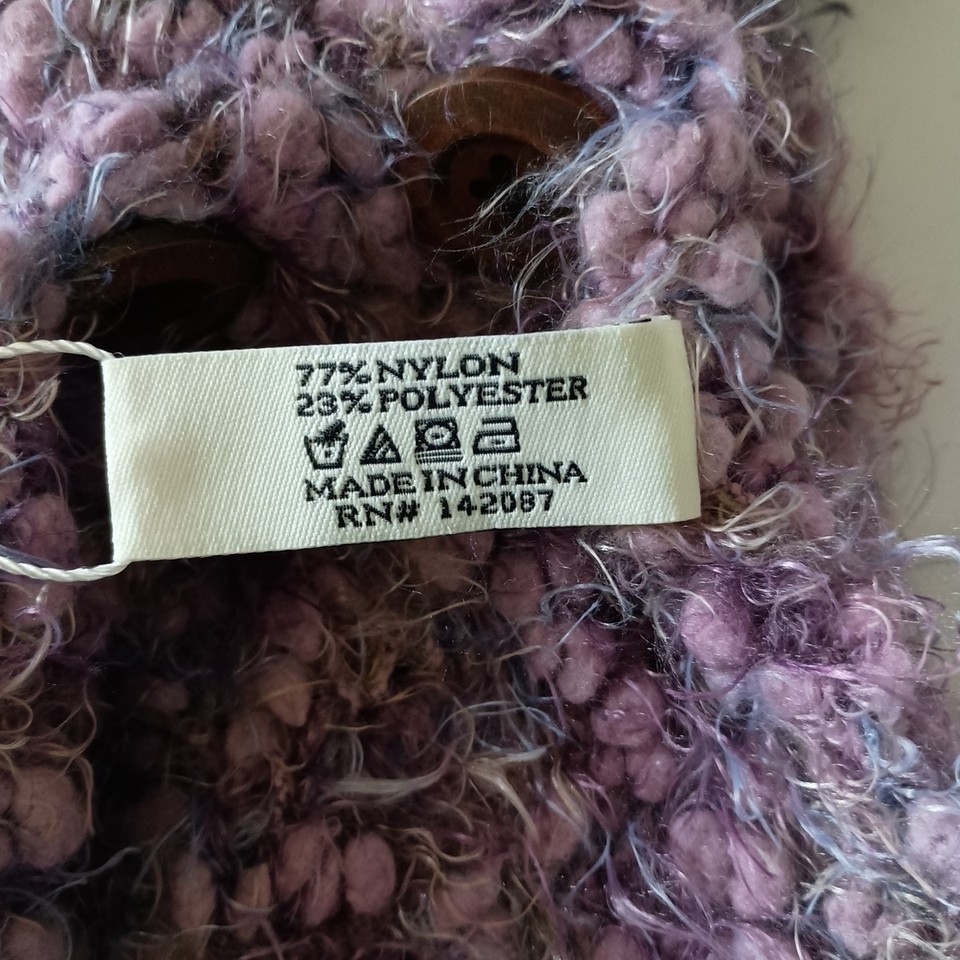 77% NYLON
23% POLYESTER
MADE IN CHINA
RN# 142087